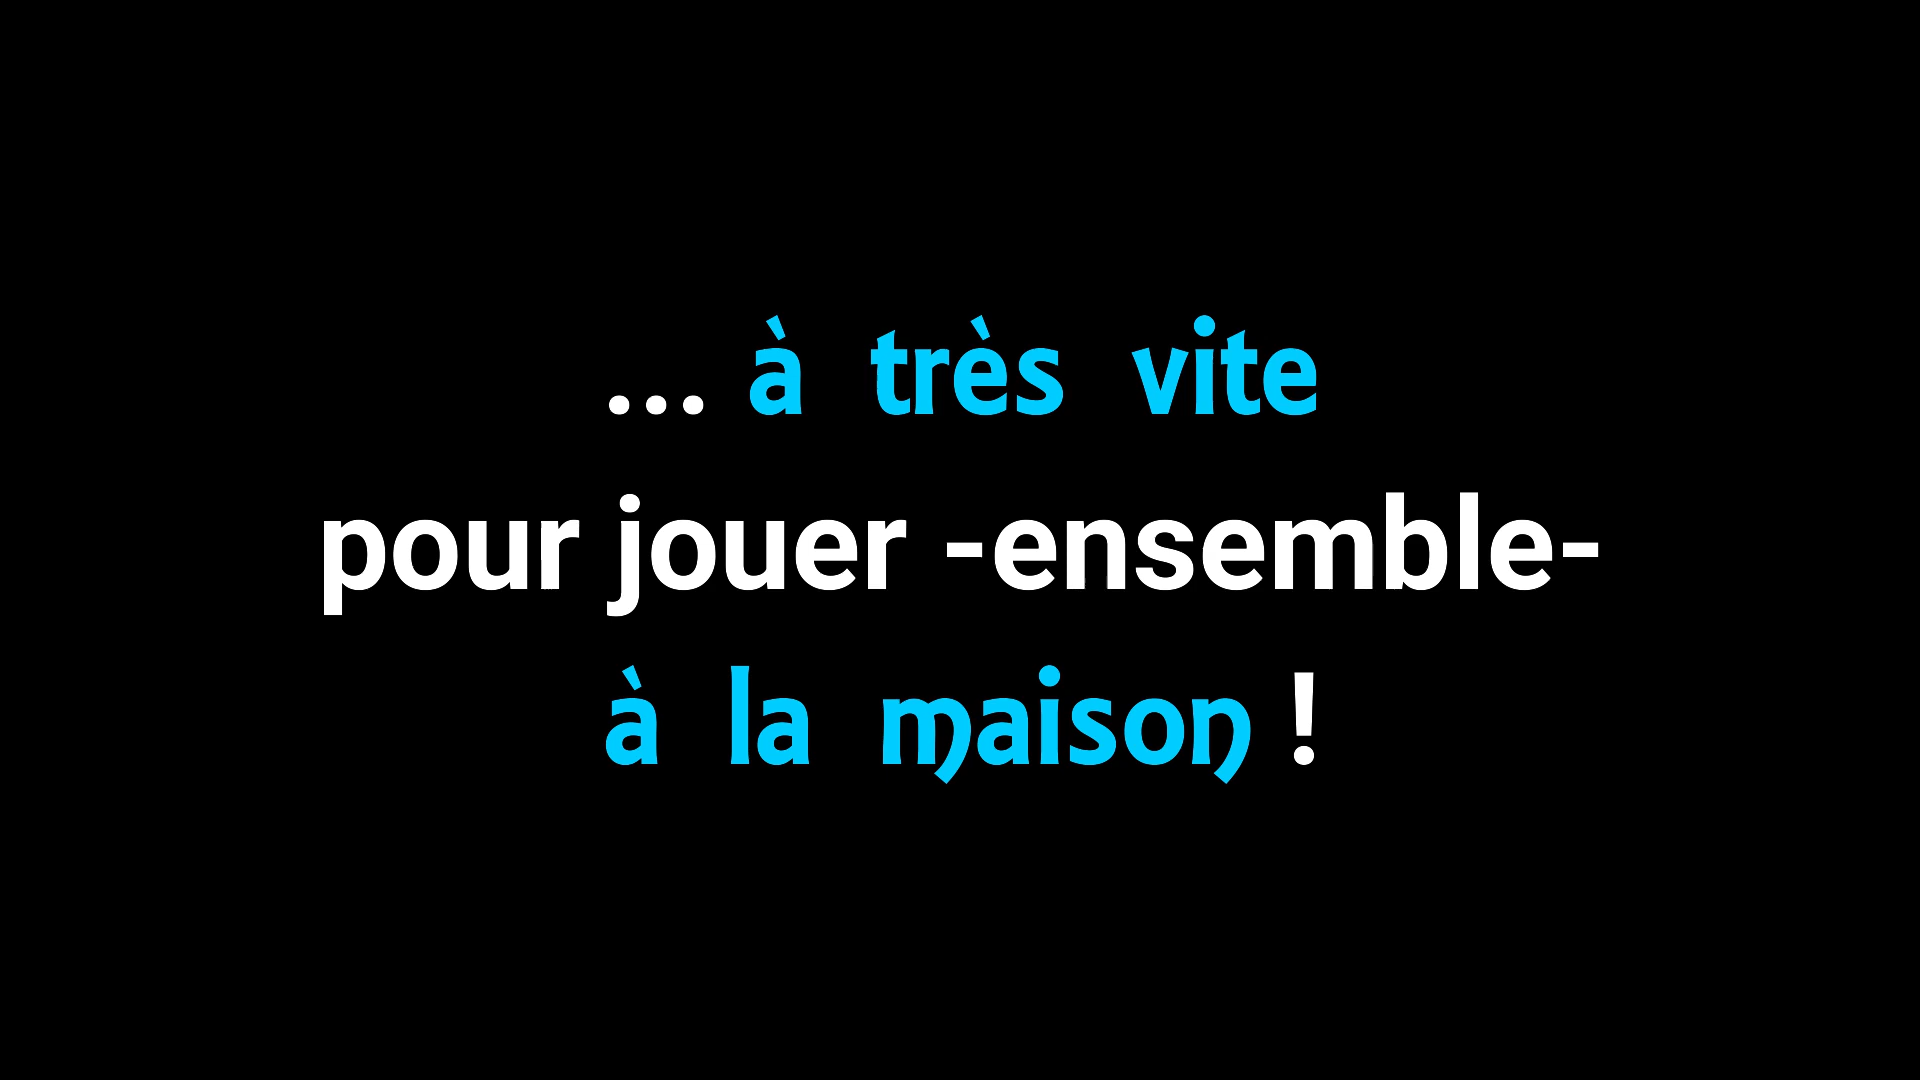 ... à très vite
pour jouer -ensemble-
à la maison !